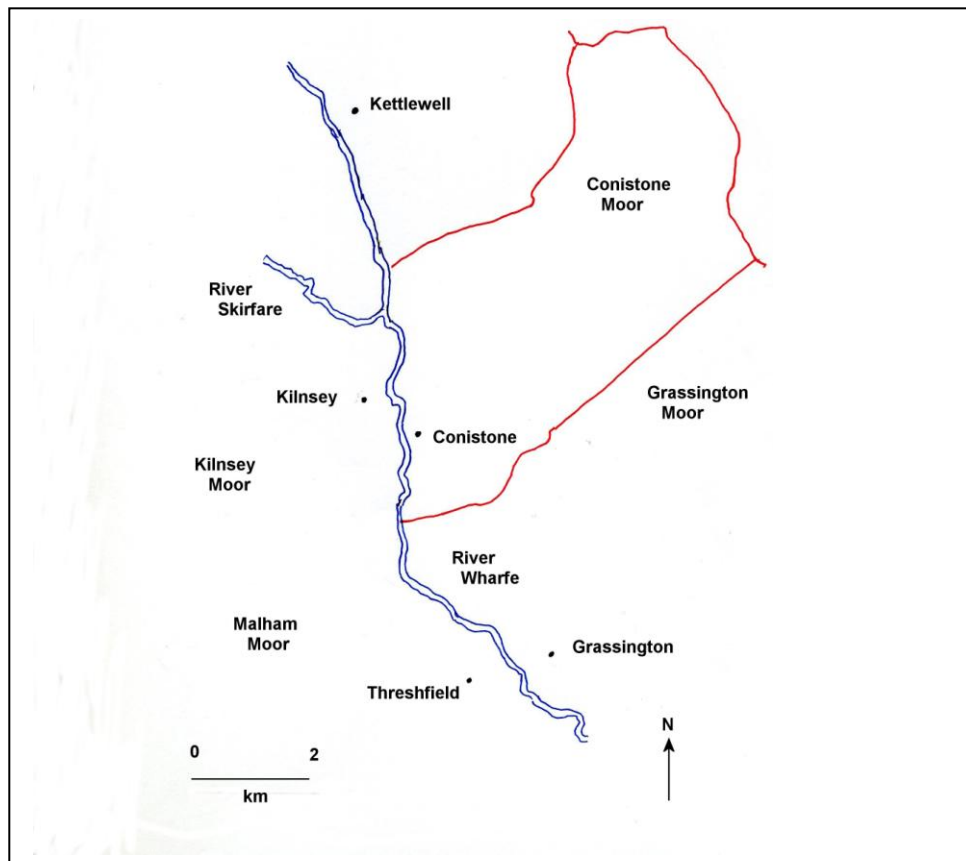 Kettlewell
Conistone
Moor
River
Skirfare
Grassington
Moor
Kilnsey
Conistone
Kilnsey
Moor
River
Wharfe
Malham
Moor
Grassington
Threshfield
N
0 2
km